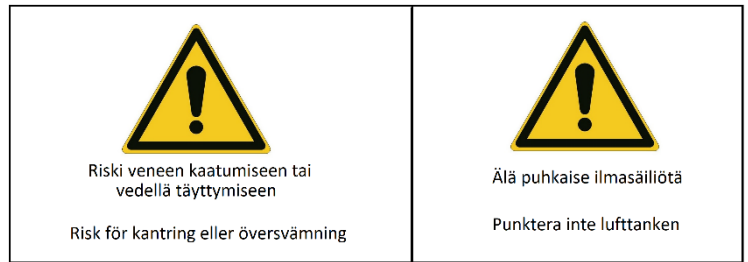 Riski veneen kaatumiseen tai
vedellä täyttymiseen
Risk för kantring eller översvämning
Älä puhkaise ilmasäiliötä
Punktera inte lufttanken